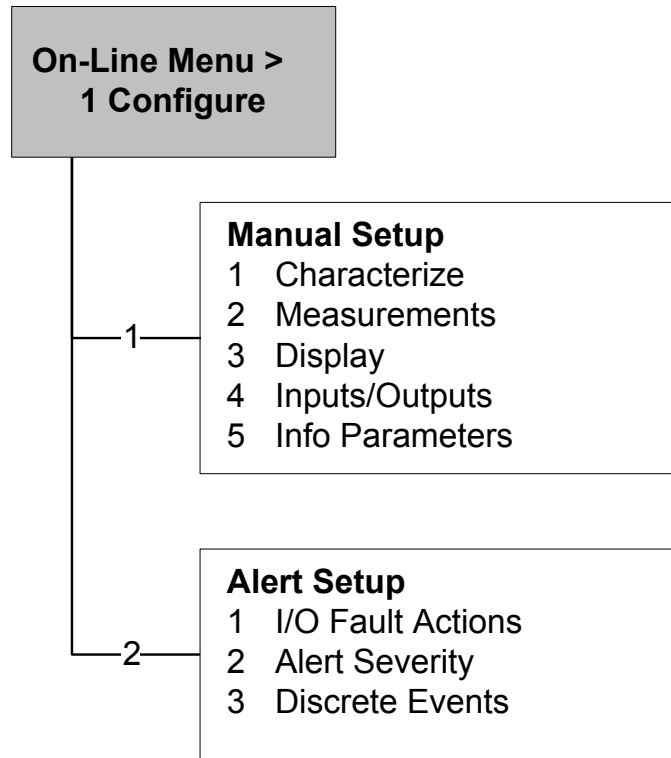 On-Line Menu >
1 Configure
1
Manual Setup
1 Characterize
2 Measurements
3 Display
4 Inputs/Outputs
5 Info Parameters
2
Alert Setup
1 I/O Fault Actions
2 Alert Severity
3 Discrete Events